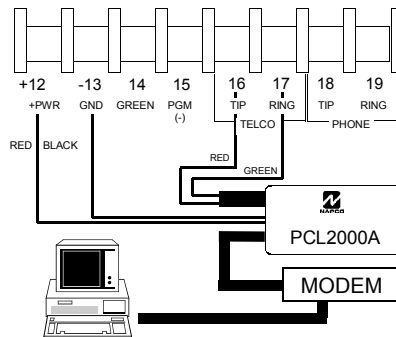 +12 -13 14 15 16 17 18 19
+PWR GND GREEN PGM TIP RING TIP RING
(-)
TELCO PHONE
RED BLACK
RED
GREEN
NAPCO
PCL2000A
MODEM